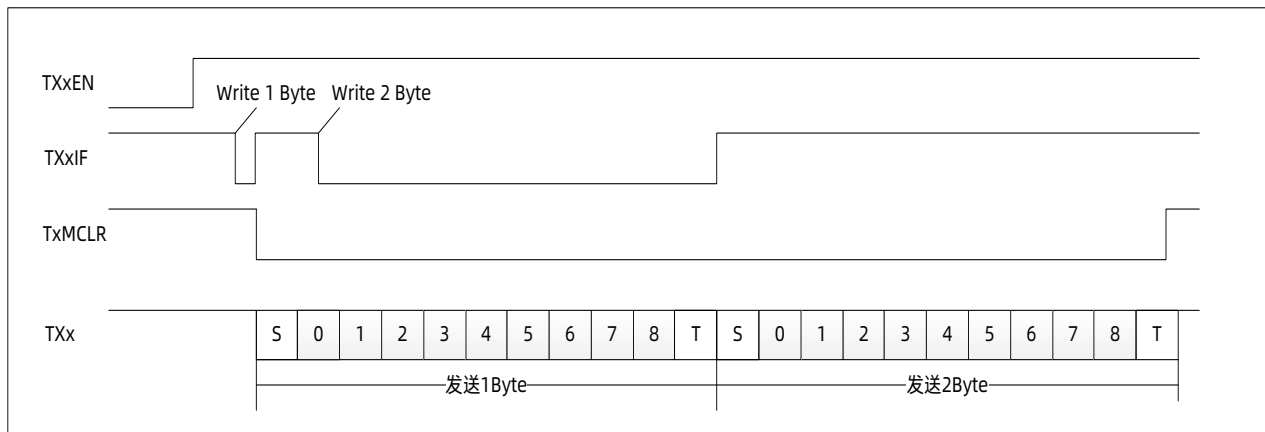 TXxEN
Write 1 Byte Write 2 Byte
TXxIF
TxMCLR
TXx S 0 1 2 3 4 5 6 7 8 T S 0 1 2 3 4 5 6 7 8 T
发送1Byte 发送2Byte